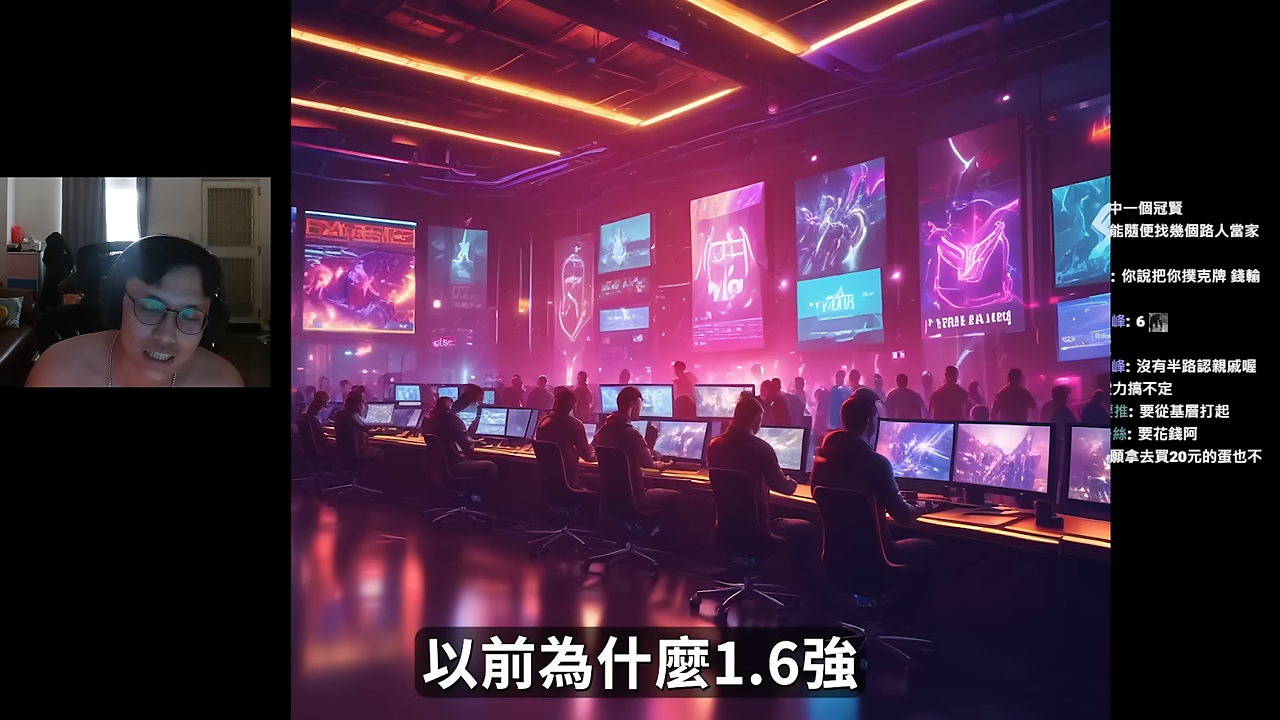 中一個冠賢
能隨便找幾個路人當家
: 你說把你撲克牌 錢輸
峰: 6
峰: 沒有半路認親戚喔
力搞不定
推: 要從基層打起
絲: 要花錢阿
願拿去買20元的蛋也不
以前為什麼1.6強